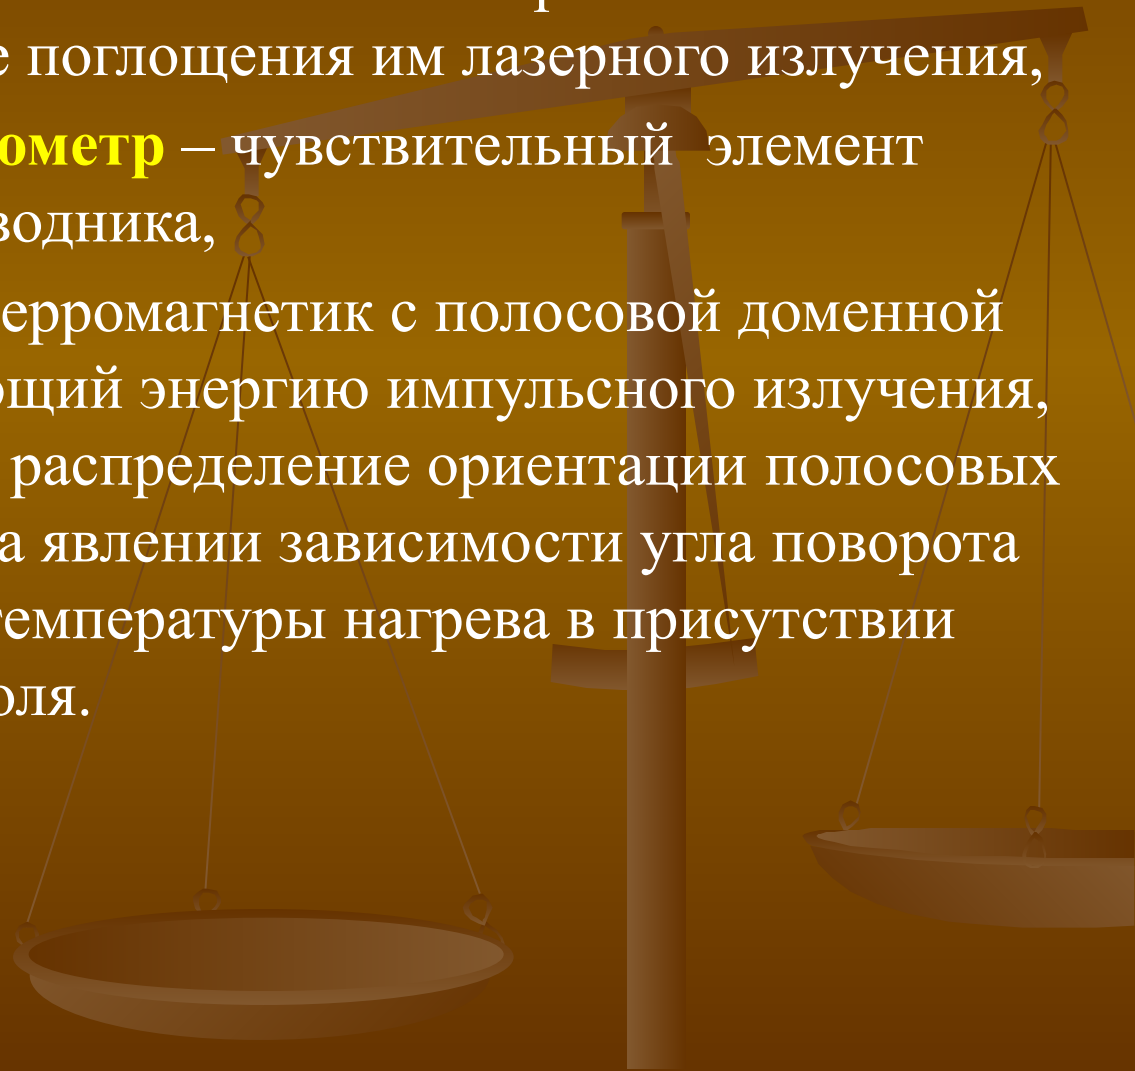 е поглощения им лазерного излучения,
ометр – чувствительный элемент
водника,
ерромагнетик с полосовой доменной
ющий энергию импульсного излучения,
распределение ориентации полосовых
а явлении зависимости угла поворота
температуры нагрева в присутствии
оля.